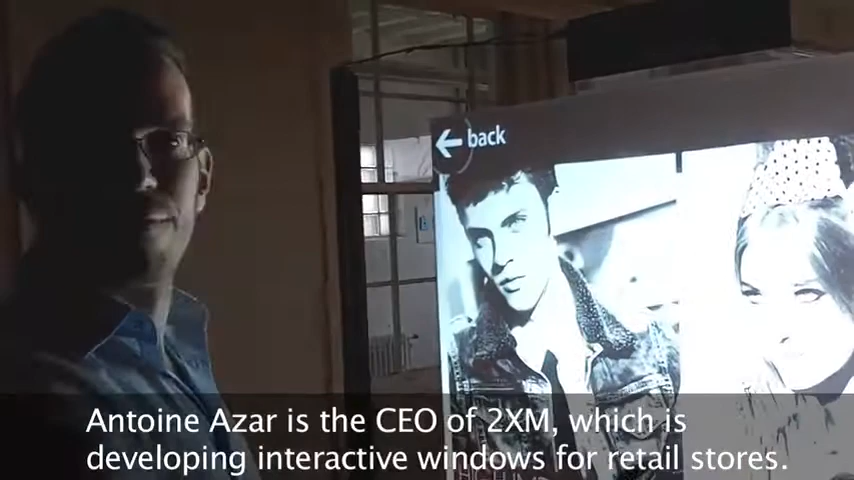 back
Antoine Azar is the CEO of 2XM, which is
developing interactive windows for retail stores.